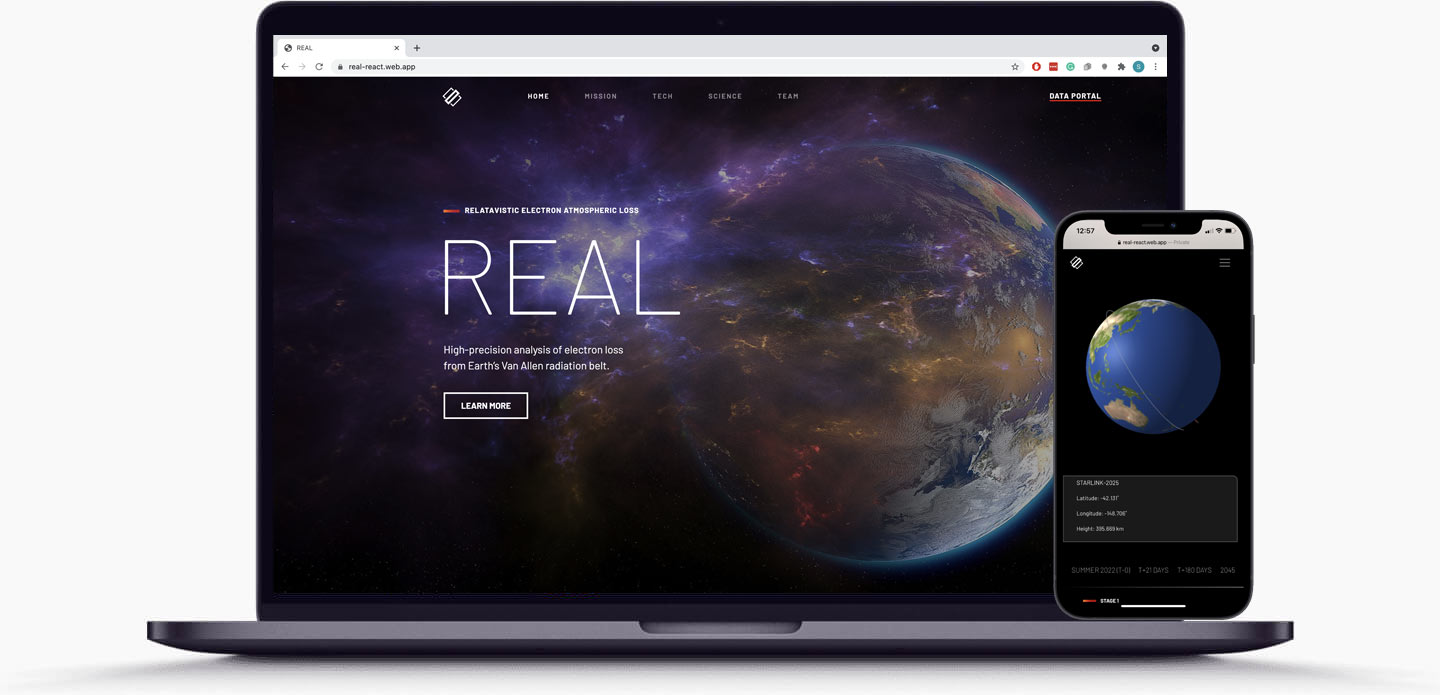 REAL
real-react.web.app
S
HOME MISSION TECH SCIENCE TEAM DATA PORTAL
RELATAVISTIC ELECTRON ATMOSPHERIC LOSS
REAL
High-precision analysis of electron loss
from Earth's Van Allen radiation belt.
LEARN MORE
12:57
real-react.web.app — Private
STARLINK-2025
Latitude: -42.131°
Longitude: -148.706°
Height: 395.669 km
SUMMER 2022 (T-0) T+21 DAYS T+180 DAYS 2045
STAGE 1